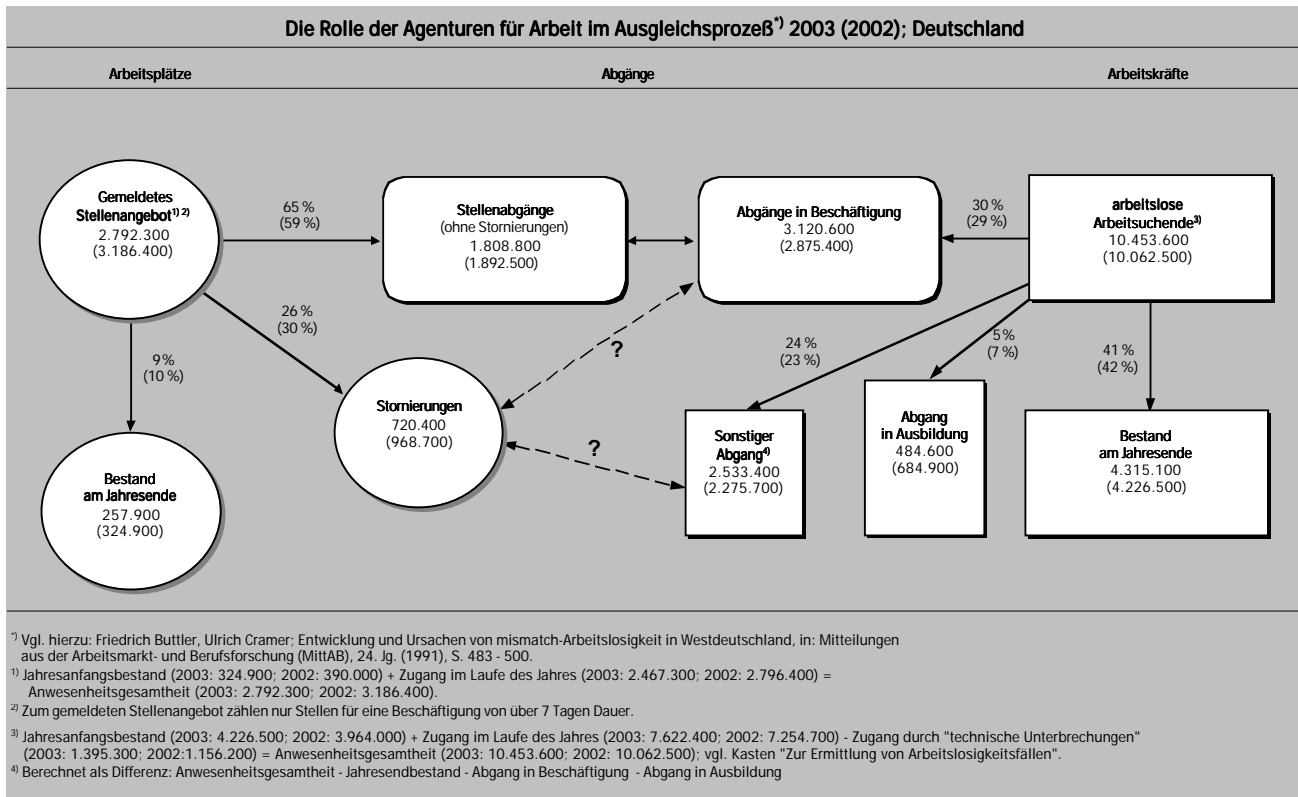 Die Rolle der Agenturen für Arbeit im Ausgleichsprozeß*) 2003 (2002); Deutschland
Arbeitsplätze
Abgänge
Arbeitskräfte
Gemeldetes
Stellenangebot1) 2)
2.792.300
(3.186.400)
65 %
(59 %)
Stellenabgänge
(ohne Stornierungen)
1.808.800
(1.892.500)
Abgänge in Beschäftigung
3.120.600
(2.875.400)
30 %
(29 %)
arbeitslose
Arbeitsuchende3)
10.453.600
(10.062.500)
26 %
(30 %)
9 %
(10 %)
?
24 %
(23 %)
5 %
(7 %)
41 %
(42 %)
Stornierungen
720.400
(968.700)
?
Bestand
am Jahresende
257.900
(324.900)
Sonstiger
Abgang4)
2.533.400
(2.275.700)
Abgang
in Ausbildung
484.600
(684.900)
Bestand
am Jahresende
4.315.100
(4.226.500)
*) Vgl. hierzu: Friedrich Buttler, Ulrich Cramer; Entwicklung und Ursachen von mismatch-Arbeitslosigkeit in Westdeutschland, in: Mitteilungen
aus der Arbeitsmarkt- und Berufsforschung (MittAB), 24. Jg. (1991), S. 483 - 500.
1) Jahresanfangsbestand (2003: 324.900; 2002: 390.000) + Zugang im Laufe des Jahres (2003: 2.467.300; 2002: 2.796.400) =
Anwesenheitsgesamtheit (2003: 2.792.300; 2002: 3.186.400).
2) Zum gemeldeten Stellenangebot zählen nur Stellen für eine Beschäftigung von über 7 Tagen Dauer.
3) Jahresanfangsbestand (2003: 4.226.500; 2002: 3.964.000) + Zugang im Laufe des Jahres (2003: 7.622.400; 2002: 7.254.700) - Zugang durch "technische Unterbrechungen"
(2003: 1.395.300; 2002:1.156.200) = Anwesenheitsgesamtheit (2003: 10.453.600; 2002: 10.062.500); vgl. Kasten "Zur Ermittlung von Arbeitslosigkeitsfällen".
4) Berechnet als Differenz: Anwesenheitsgesamtheit - Jahresendbestand - Abgang in Beschäftigung - Abgang in Ausbildung